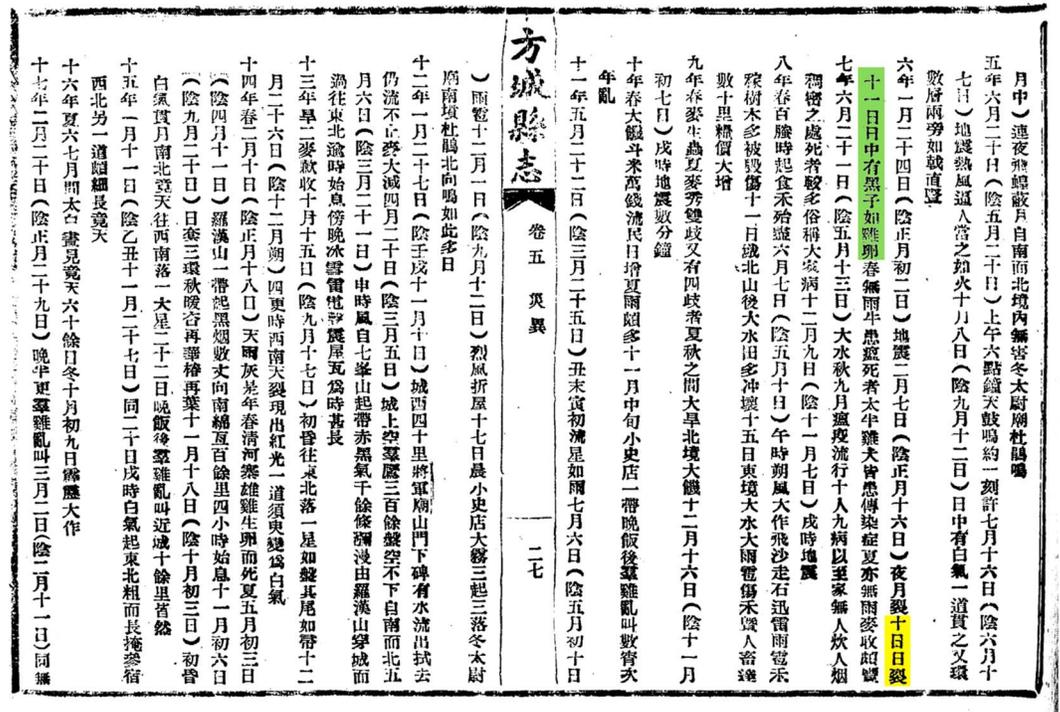 月中）連夜飛蝗蔽月自南而北境內無害冬太尉廟杜鵑鳴
五年六月二十日（陰五月二十日）上午六點鐘天鼓鳴約一刻許七月十六日（陰六月十
七日）地震熱風逼人當之如火十月八日（陰九月十二日）日中有白氣一道貫之又環
數層兩旁如戟直豎
六年一月二十四日（陰正月初二日）地震二月七日（陰正月十六日）夜月裂十日日裂
十一日日中有黑子如雞卵春無雨牛患瘟死者太半雞犬皆患傳染症夏亦無雨麥收頗豐
七年六月二十一日（陰五月十三日）大水秋九月瘟疫流行十人九病以至家無人炊人烟
稠密之處死者較多俗稱大衰病十二月九日（陰十一月七日）戌時地震
八年春百滕時起食禾殆盡六月七日（陰五月十日）午時朔風大作飛沙走石迅雷雨雹禾
稼樹木多被毀傷十一日城北山後大水田多冲壞十五日東境大水大雨雹傷禾暨人畜達
數十里糧價大增
九年春麥生蟲夏麥秀雙歧又有四歧者夏秋之間大旱北境大饑十二月十六日（陰十一月
初七日）戌時地震數分鐘
十年春大饑斗米萬錢流民日增夏雨頗多十一月中旬小史店一帶晚飯後羣雞亂叫數宵次
年亂
十一年五月二十二日（陰三月二十五日）丑末寅初流星如雨七月六日（陰五月初十日
方城縣志
卷五 災異
二七
）雨雹十二月一日（陰九月十二日）烈風折屋十七日晨小史店大霧三起三落冬太尉
廟南墳杜鵑北向鳴如此多日
十二年一月二十七日（陰壬戌十一月十日）城西四十里將軍廟山門下碑有水流出拭去
仍流不止麥大減四月二十日（陰三月五日）城上空羣鷹三百餘盤空不下自南而北五
月六日（陰三月二十一日）申時風自七峯山起帶赤黑氣千餘條瀰漫由羅漢山穿城而
過往東北逾時始息傍晚冰雪雷電靜震屋瓦爲時甚長
十三年旱二麥歉收十月十五日（陰九月十七日）初昏往東北落一星如盤其尾如帶十二
月二十六日（陰十二月朔）四更時西南天裂現出紅光一道須臾變爲白氣
十四年春二月十日（陰正月十八日）天雨灰是年春清河寨雄雞生卵而死夏五月初三日
（陰四月十一日）羅漢山一帶起黑烟數丈向南綿亙百餘里四小時始息十一月初六日
（陰九月二十日）日套三環秋暖杏再華椿再葉十一月十八日（陰十月初三日）初昏
白氣貫月南北竟天往西南落一大星二十二日晚飯後羣雞亂叫近城十餘里皆然
十五年一月十一日（陰乙丑十一月二十七日）同二十日戌時白氣起東北粗而長掩參宿
西北另一道頗細長竟天
十六年夏六七月間太白晝見竟天六十餘日冬十月初九日霹靂大作
十七年二月二十日（陰正月二十九日）晚半更羣雞亂叫三月二日（陰二月十一日）同無